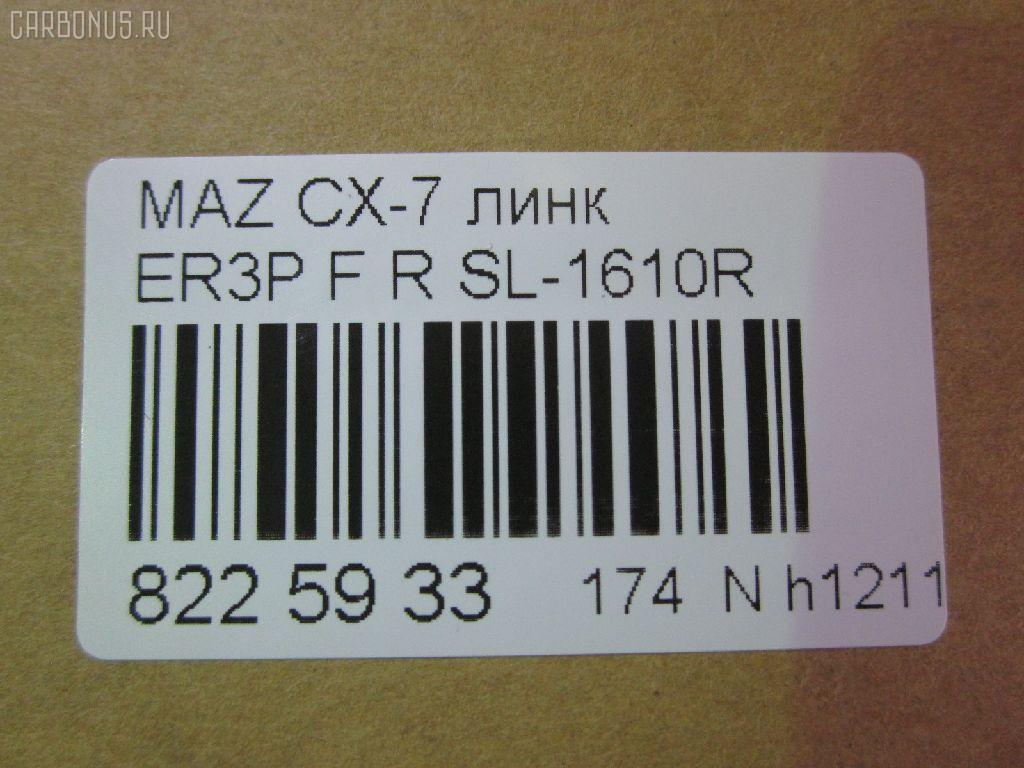 CARBONUS.RU
MAZ CX-7 линк
ER3P F R SL-1610R
822 59 33 174 N h1211